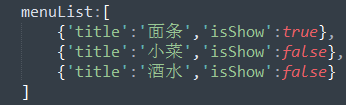 menuList:[
{'title':'面条','isShow':true},
{'title':'小菜','isShow':false},
{'title':'酒水','isShow':false}
]